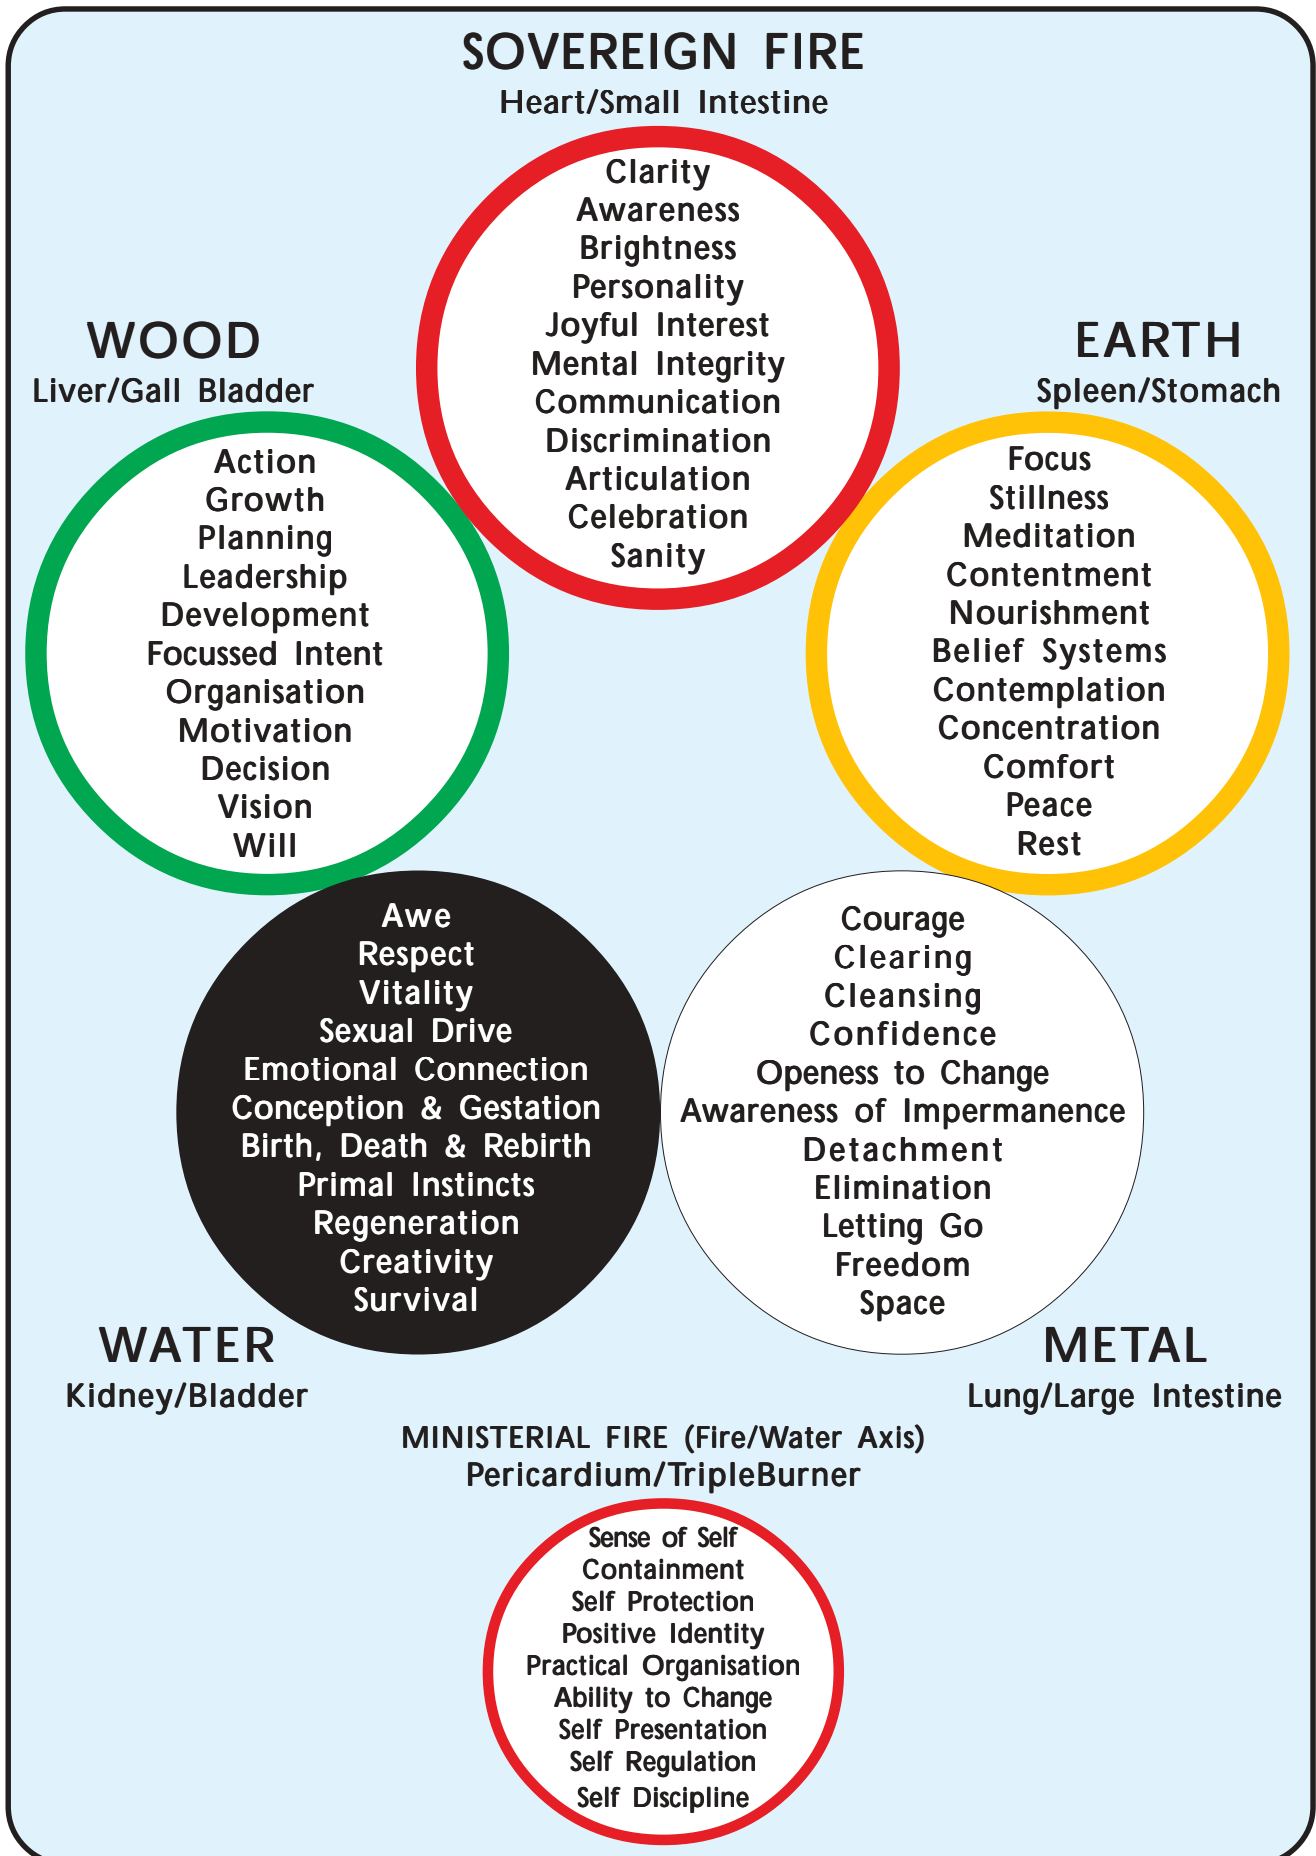 SOVEREIGN FIRE
Heart/Small Intestine
Clarity
Awareness
Brightness
Personality
Joyful Interest
Mental Integrity
Communication
Discrimination
Articulation
Celebration
Sanity
WOOD
Liver/Gall Bladder
Action
Growth
Planning
Leadership
Development
Focussed Intent
Organisation
Motivation
Decision
Vision
Will
EARTH
Spleen/Stomach
Focus
Stillness
Meditation
Contentment
Nourishment
Belief Systems
Contemplation
Concentration
Comfort
Peace
Rest
Awe
Respect
Vitality
Sexual Drive
Emotional Connection
Conception & Gestation
Birth, Death & Rebirth
Primal Instincts
Regeneration
Creativity
Survival
WATER
Kidney/Bladder
Courage
Clearing
Cleansing
Confidence
Openess to Change
Awareness of Impermanence
Detachment
Elimination
Letting Go
Freedom
Space
METAL
Lung/Large Intestine
MINISTERIAL FIRE (Fire/Water Axis)
Pericardium/TripleBurner
Sense of Self
Containment
Self Protection
Positive Identity
Practical Organisation
Ability to Change
Self Presentation
Self Regulation
Self Discipline